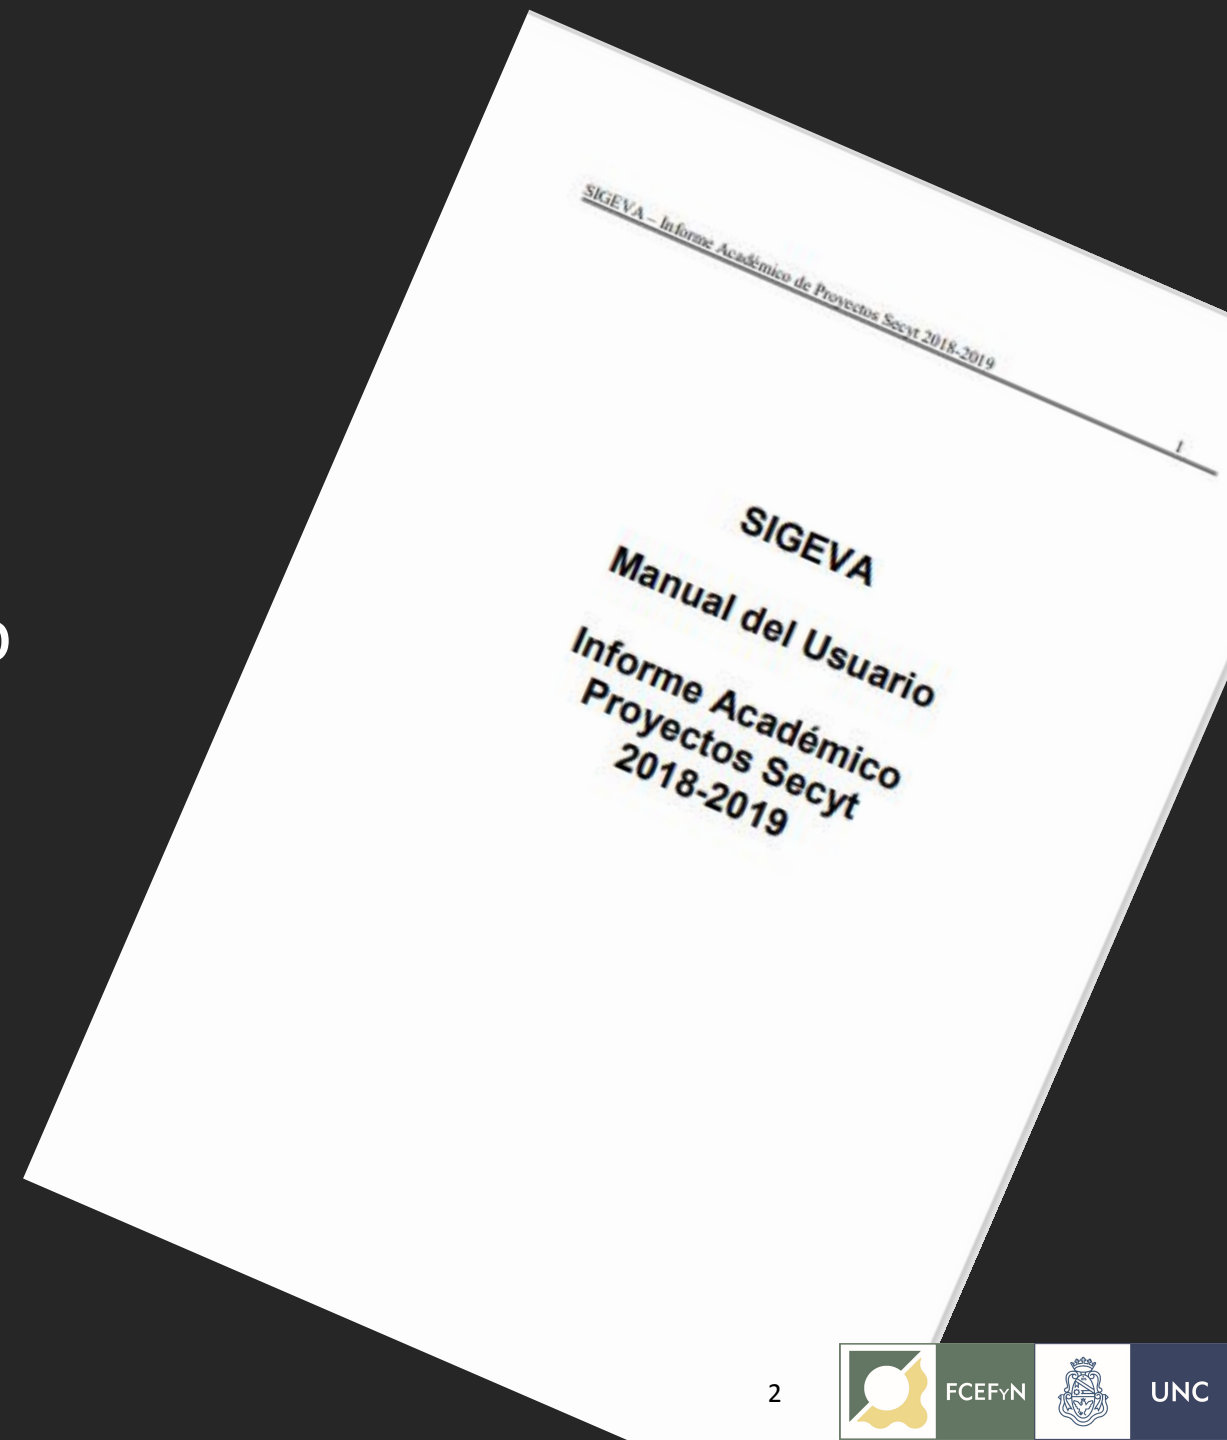 SIGEVA – Informe Académico de Proyectos Secyt 2018-2019
1
SIGEVA
Manual del Usuario
Informe Académico
Proyectos Secyt
2018-2019
2
FCEFyN
UNC